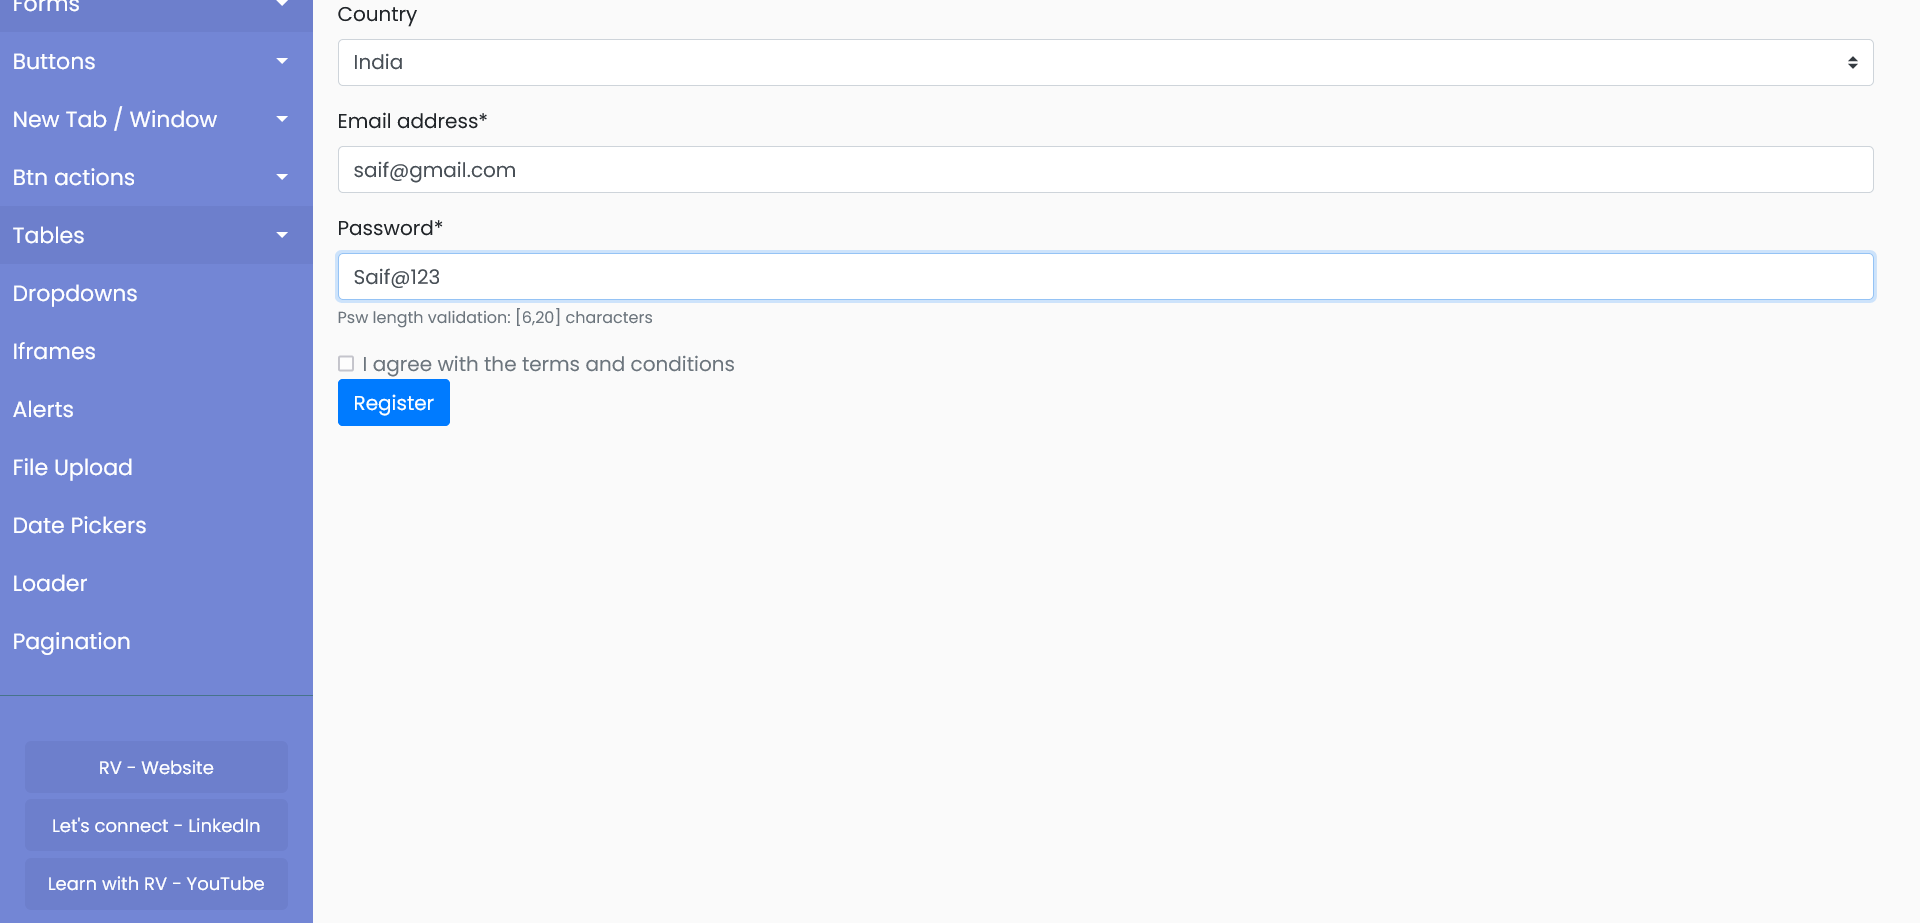 Forms
Buttons
New Tab / Window
Btn actions
Tables
Dropdowns
Iframes
Alerts
File Upload
Date Pickers
Loader
Pagination
RV - Website
Let's connect - LinkedIn
Learn with RV - YouTube
Country
India
Email address*
saif@gmail.com
Password*
Saif@123
Psw length validation: [6,20] characters
I agree with the terms and conditions
Register